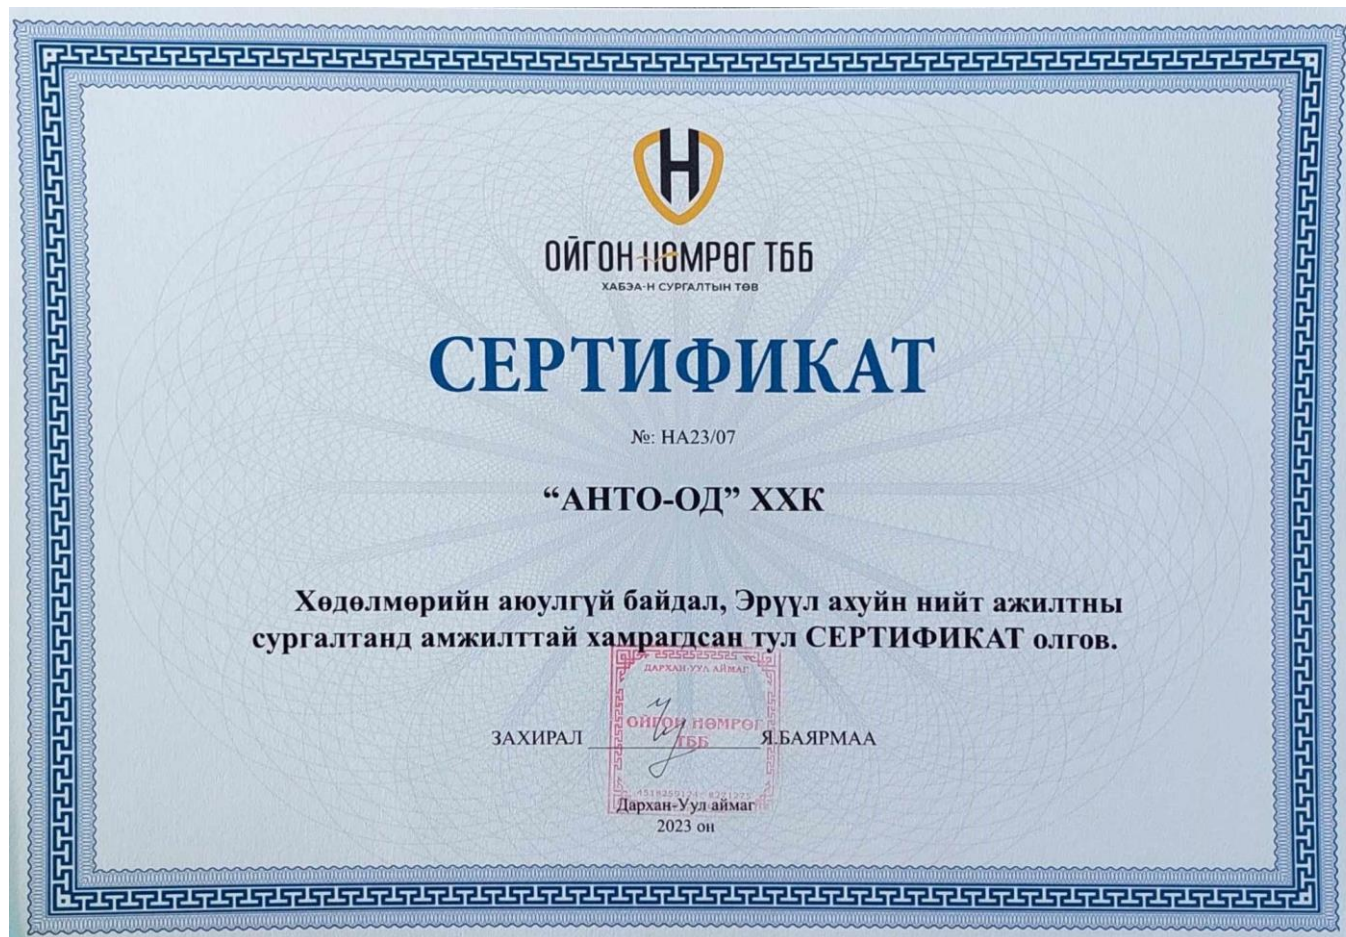 Н
ОЙГОН НӨМРӨГ ТББ
ХАБЭА-Н СУРГАЛТЫН ТӨВ
СЕРТИФИКАТ
№: НА23/07
“АНТО-ОД” ХХК
Хөдөлмөрийн аюулгүй байдал, Эрүүл ахуйн нийт ажилтны
сургалтанд амжилттай хамрагдсан тул СЕРТИФИКАТ олгов.
ДАРХАН-УУЛ АЙМАГ
ОЙГОН НӨМРӨГ
ТББ
ЗАХИРАЛ Я.БАЯРМАА
Дархан-Уул аймаг
2023 он